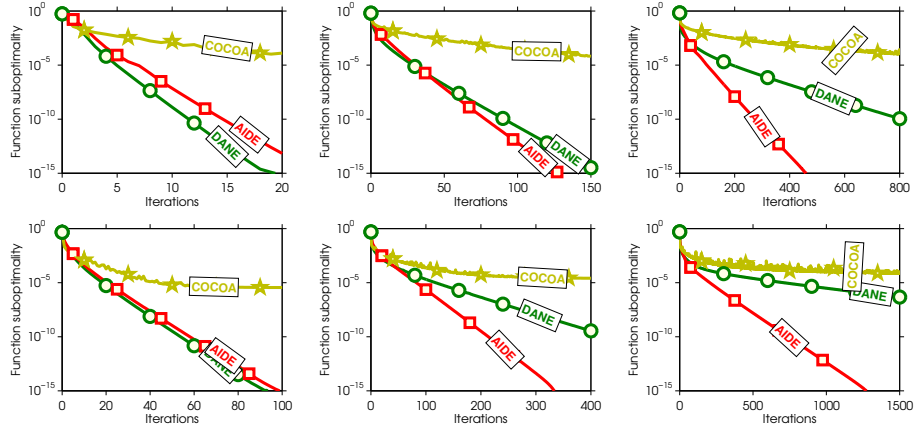 10^0
10^−5
10^−10
10^−15
Function suboptimality
COCOA
AIDE
DANE
0 5 10 15 20
Iterations
10^0
10^−5
10^−10
10^−15
Function suboptimality
COCOA
DANE
AIDE
0 50 100 150
Iterations
10^0
10^−5
10^−10
10^−15
Function suboptimality
COCOA
DANE
AIDE
0 200 400 600 800
Iterations
10^0
10^−5
10^−10
10^−15
Function suboptimality
COCOA
AIDE
DANE
0 20 40 60 80 100
Iterations
10^0
10^−5
10^−10
10^−15
Function suboptimality
COCOA
DANE
AIDE
0 100 200 300 400
Iterations
10^0
10^−5
10^−10
10^−15
Function suboptimality
COCOA
DANE
AIDE
0 500 1000 1500
Iterations